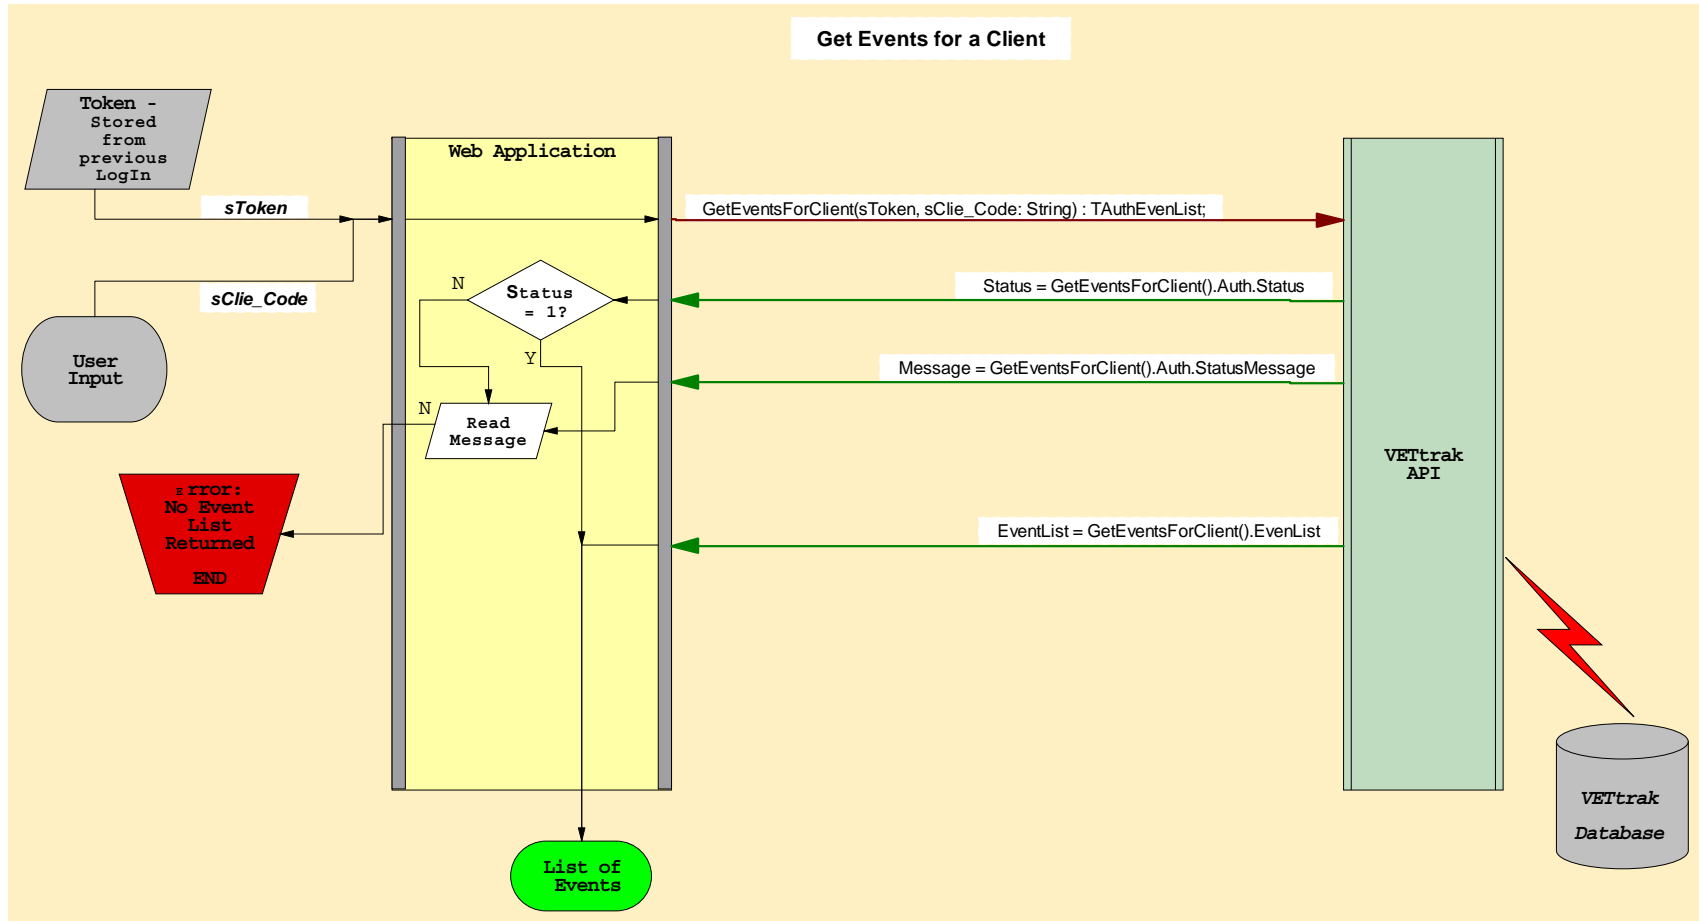 Get Events for a Client
Token -
Stored
from
previous
LogIn
Web Application
sToken
GetEventsForClient(sToken, sClie_Code: String) : TAuthEvenList;
sClie_Code
N
Status
= 1?
Status = GetEventsForClient().Auth.Status
User
Input
Y
Message = GetEventsForClient().Auth.StatusMessage
N
Read
Message
VETtrak
API
Error:
No Event
List
Returned
END
EventList = GetEventsForClient().EvenList
VETtrak
Database
List of
Events